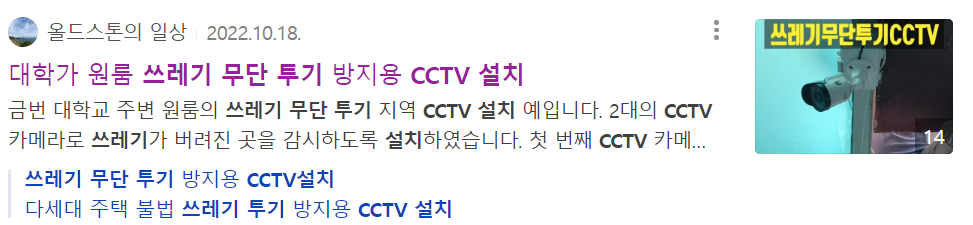 올드스톤의 일상 2022.10.18.
대학가 원룸 쓰레기 무단 투기 방지용 CCTV 설치
금번 대학교 주변 원룸의 쓰레기 무단 투기 지역 CCTV 설치 예입니다. 2대의 CCTV
카메라로 쓰레기가 버려진 곳을 감시하도록 설치하였습니다. 첫 번째 CCTV 카메...
쓰레기 무단 투기 방지용 CCTV설치
다세대 주택 불법 쓰레기 투기 방지용 CCTV 설치
쓰레기무단투기CCTV
14